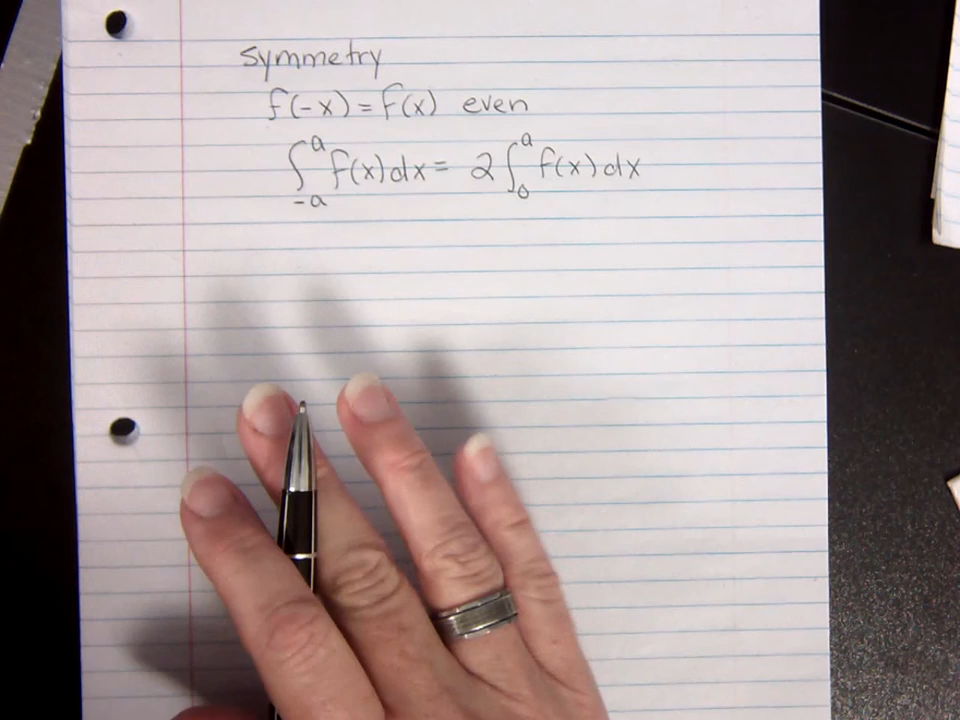 symmetry
f(-x) = f(x) even
∫_{-a}^{a} f(x)dx = 2∫_{0}^{a} f(x)dx